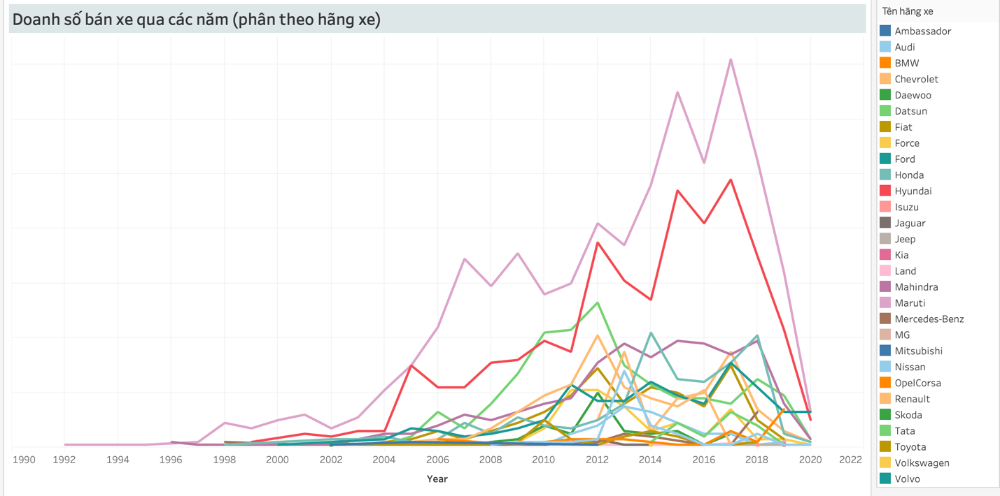 Doanh số bán xe qua các năm (phân theo hãng xe)
1990 1992 1994 1996 1998 2000 2002 2004 2006 2008 2010 2012 2014 2016 2018 2020 2022
Year
Tên hãng xe
Ambassador
Audi
BMW
Chevrolet
Daewoo
Datsun
Fiat
Force
Ford
Honda
Hyundai
Isuzu
Jaguar
Jeep
Kia
Land
Mahindra
Maruti
Mercedes-Benz
MG
Mitsubishi
Nissan
OpelCorsa
Renault
Skoda
Tata
Toyota
Volkswagen
Volvo